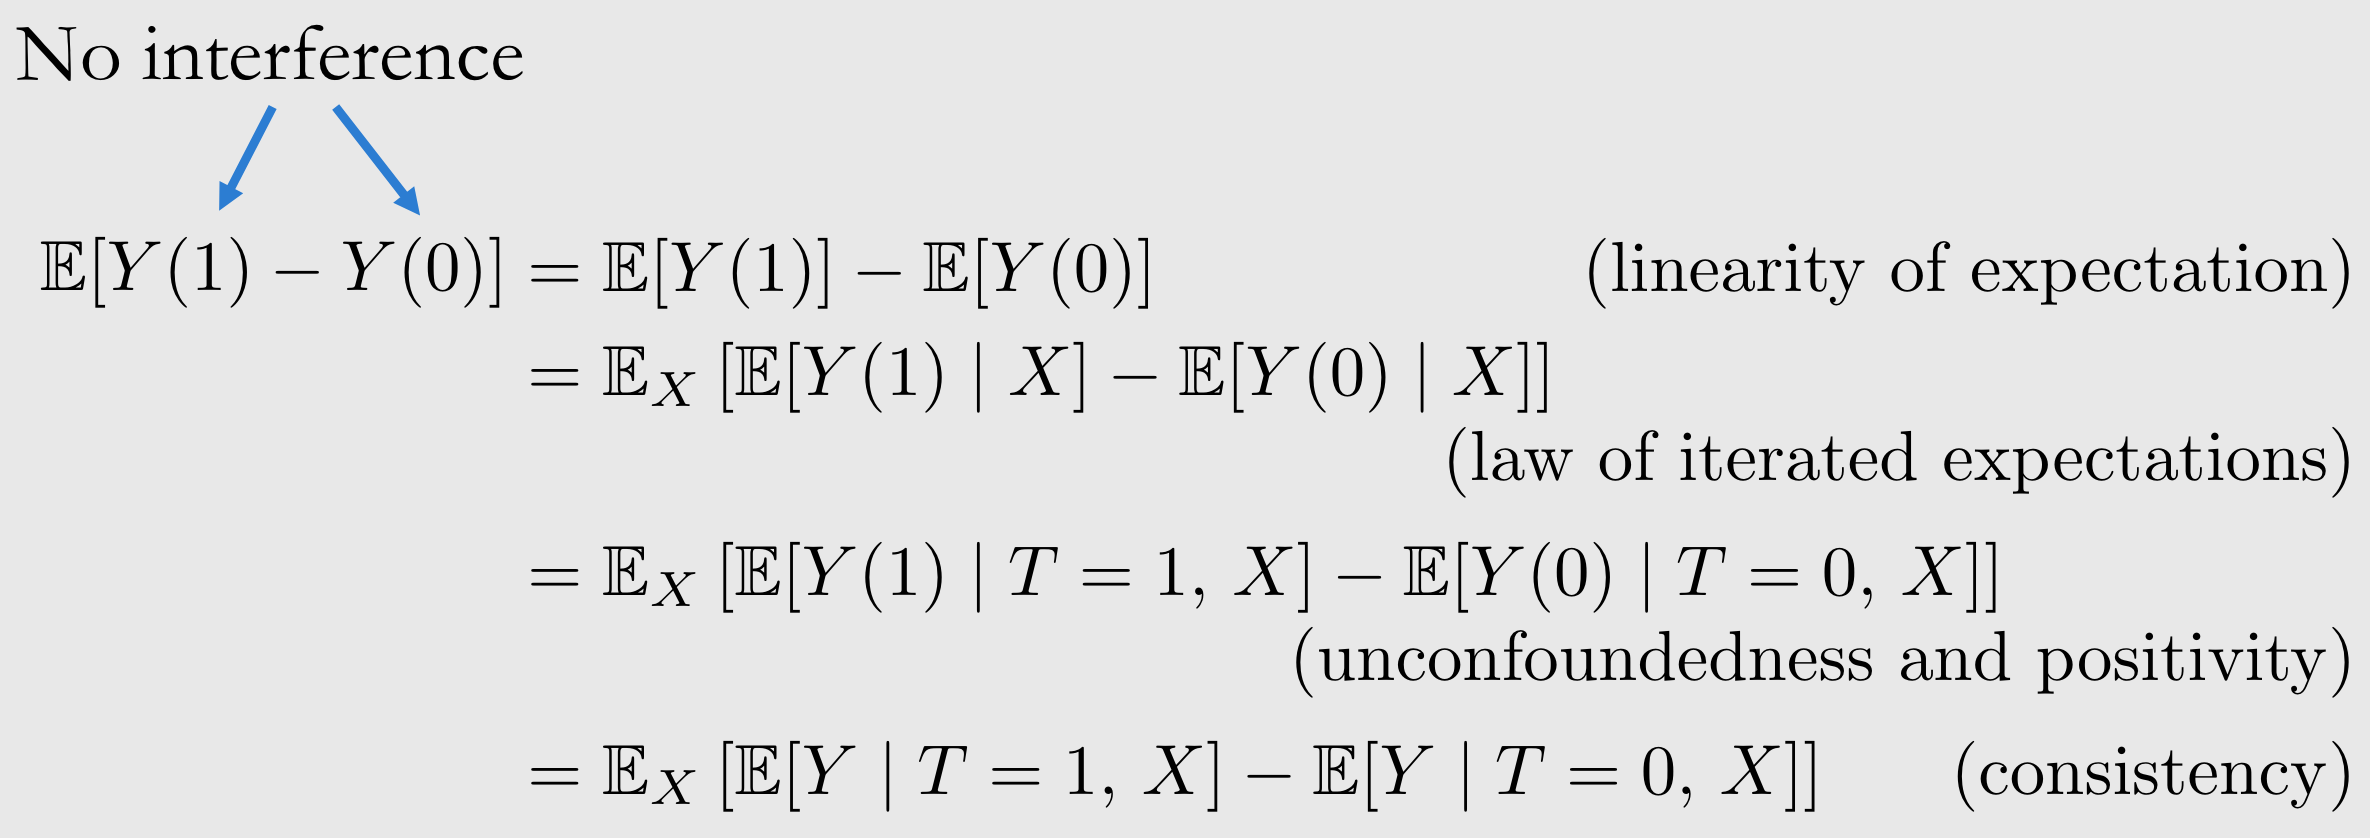 No interference
𝔼[Y(1) − Y(0)] = 𝔼[Y(1)] − 𝔼[Y(0)] (linearity of expectation)
= 𝔼_X [𝔼[Y(1) | X] − 𝔼[Y(0) | X]]
(law of iterated expectations)
= 𝔼_X [𝔼[Y(1) | T = 1, X] − 𝔼[Y(0) | T = 0, X]]
(unconfoundedness and positivity)
= 𝔼_X [𝔼[Y | T = 1, X] − 𝔼[Y | T = 0, X]] (consistency)